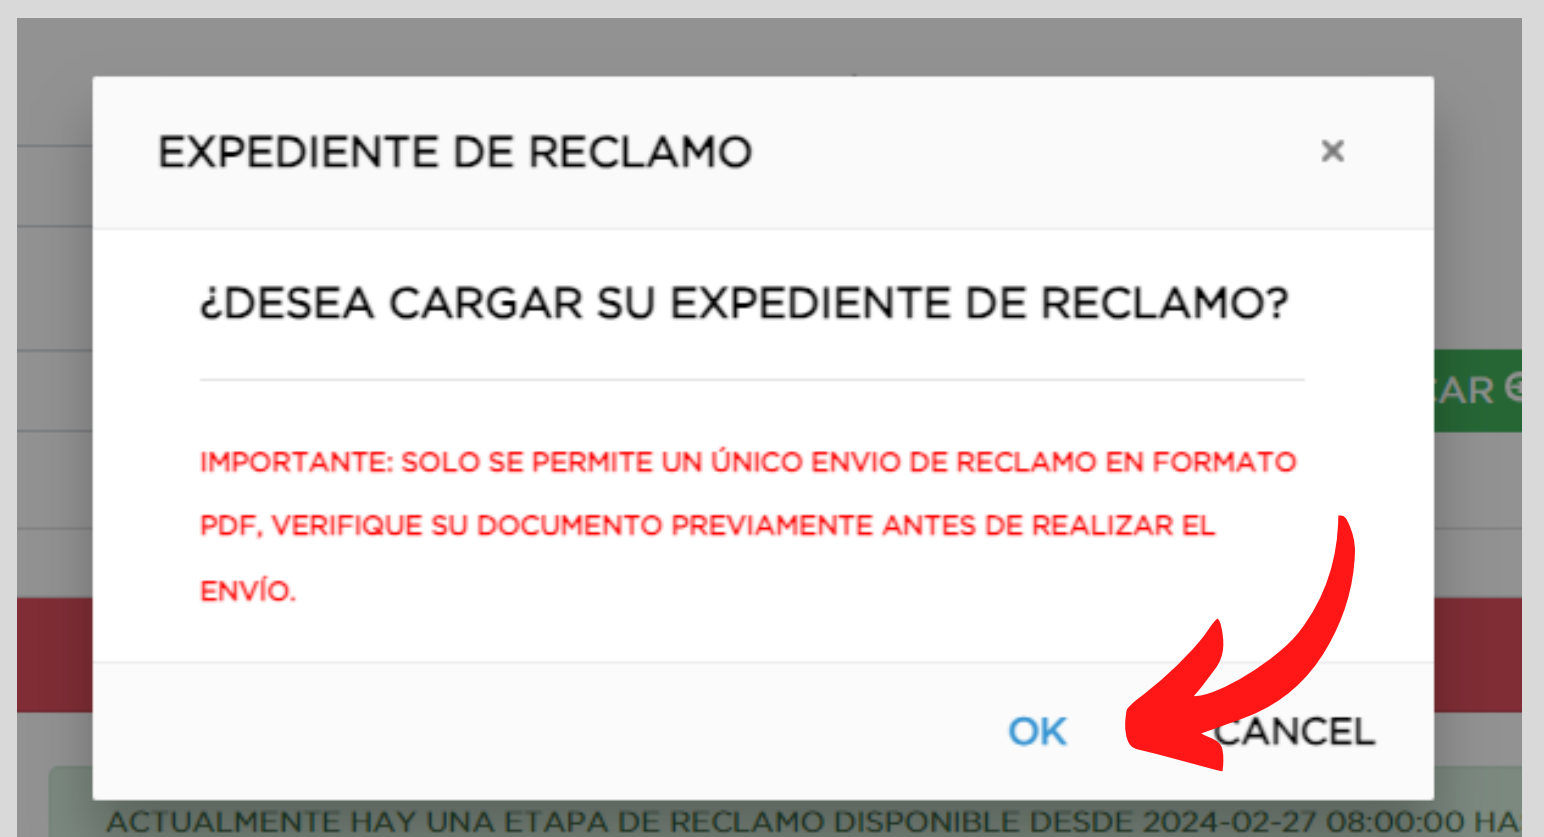 EXPEDIENTE DE RECLAMO ×
¿DESEA CARGAR SU EXPEDIENTE DE RECLAMO?
IMPORTANTE: SOLO SE PERMITE UN ÚNICO ENVIO DE RECLAMO EN FORMATO
PDF, VERIFIQUE SU DOCUMENTO PREVIAMENTE ANTES DE REALIZAR EL
ENVÍO.
OK CANCEL
ACTUALMENTE HAY UNA ETAPA DE RECLAMO DISPONIBLE DESDE 2024-02-27 08:00:00